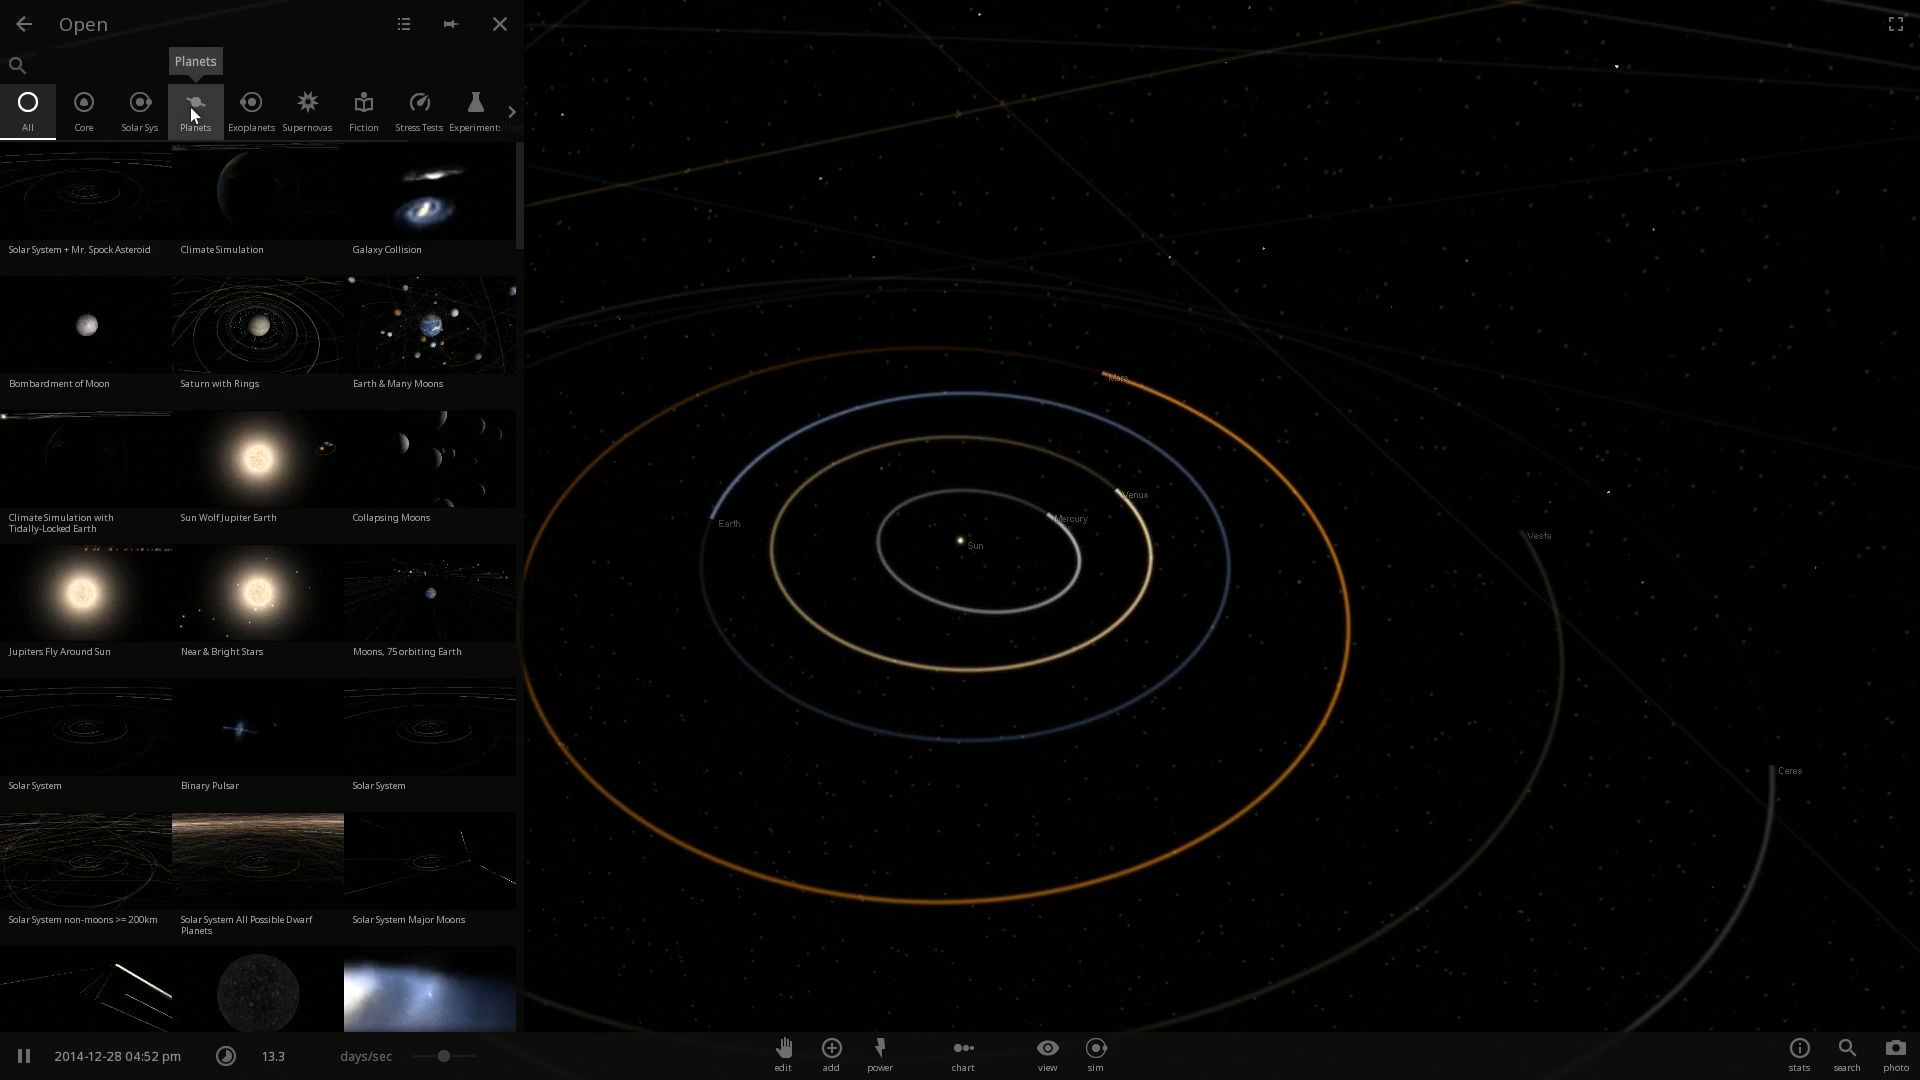 Open
Planets
All
Core
Solar Sys
Planets
Exoplanets
Supernovas
Fiction
Stress Tests
Experiments
Solar System + Mr. Spock Asteroid
Climate Simulation
Galaxy Collision
Bombardment of Moon
Saturn with Rings
Earth & Many Moons
Climate Simulation with
Tidally-Locked Earth
Sun Wolf Jupiter Earth
Collapsing Moons
Jupiters Fly Around Sun
Near & Bright Stars
Moons, 75 orbiting Earth
Solar System
Binary Pulsar
Solar System
Solar System non-moons >= 200km
Solar System All Possible Dwarf
Planets
Solar System Major Moons
Mars
Venus
Mercury
Earth
Sun
Vesta
Ceres
2014-12-28 04:52 pm
13.3
days/sec
edit
add
power
chart
view
sim
stats
search
photo